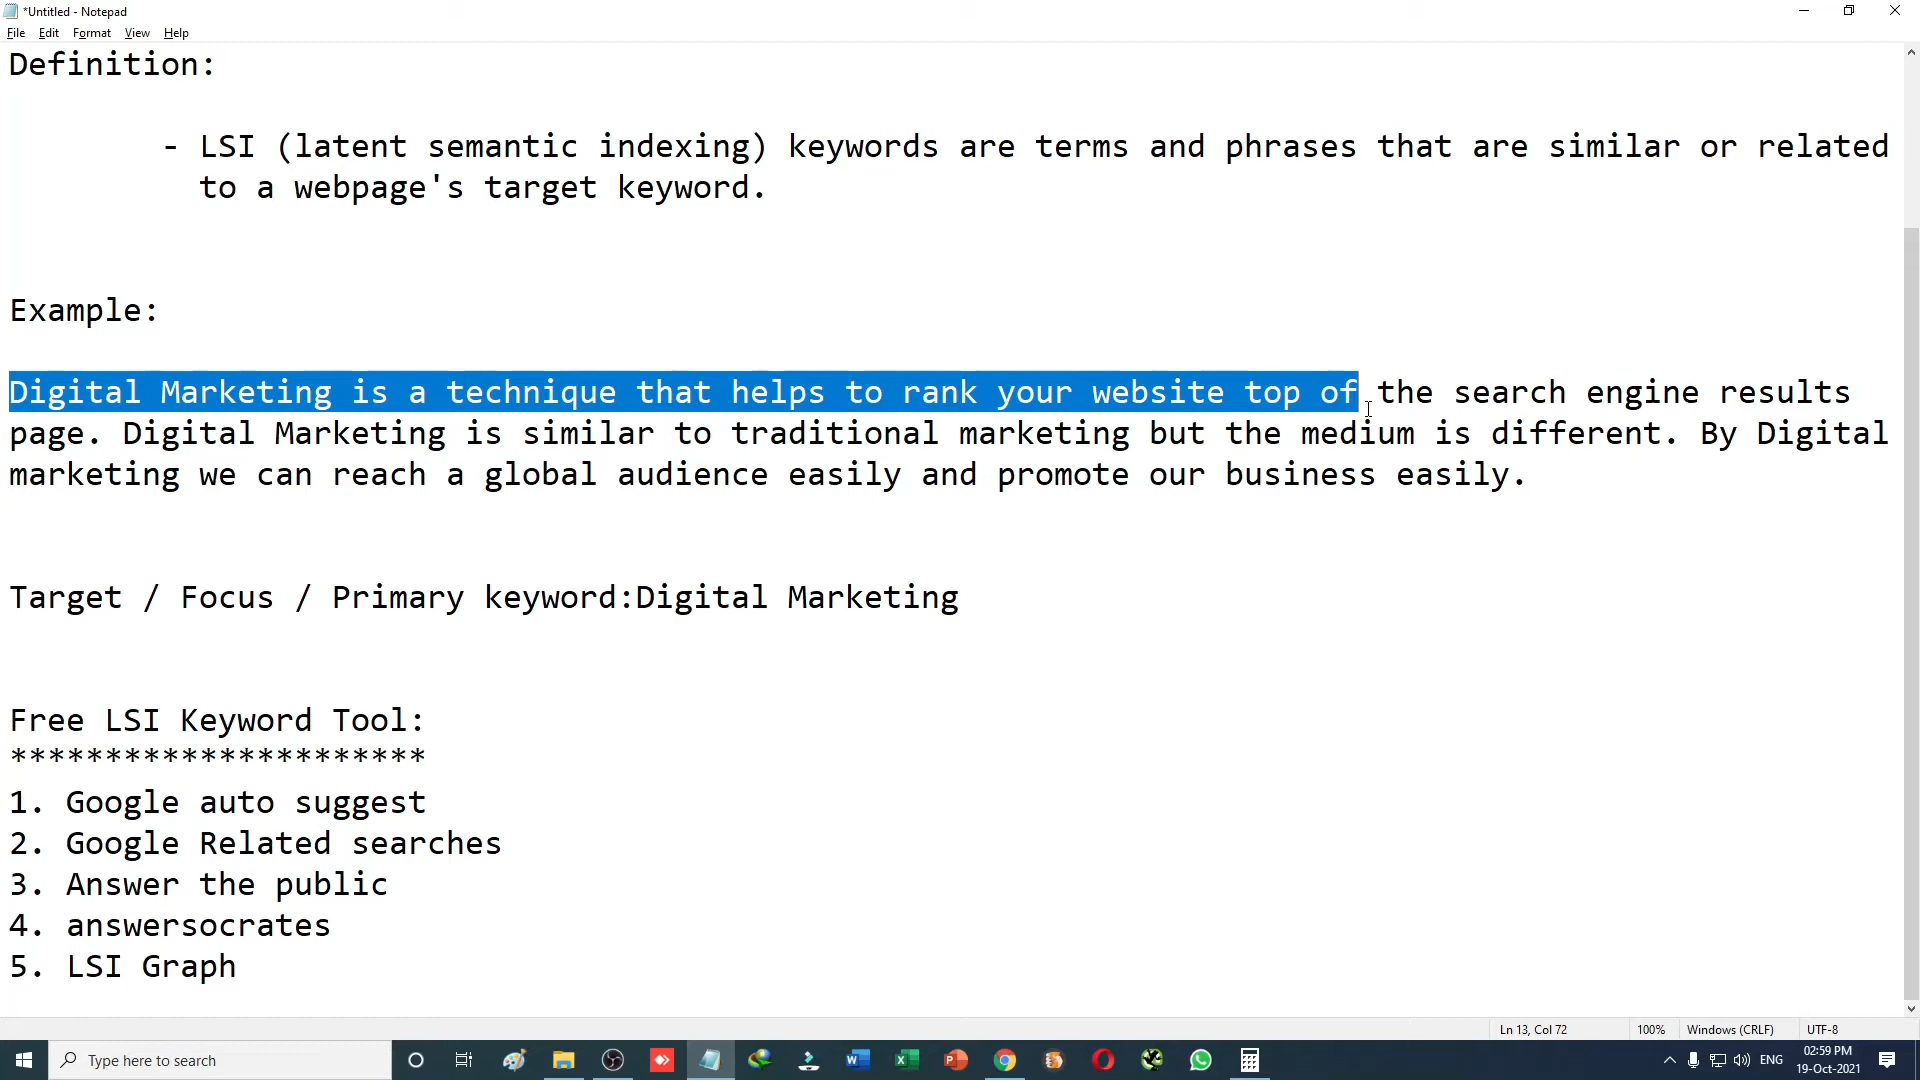 *Untitled - Notepad
File Edit Format View Help
Definition:
- LSI (latent semantic indexing) keywords are terms and phrases that are similar or related
to a webpage's target keyword.
Example:
Digital Marketing is a technique that helps to rank your website top of the search engine results
page. Digital Marketing is similar to traditional marketing but the medium is different. By Digital
marketing we can reach a global audience easily and promote our business easily.
Target / Focus / Primary keyword:Digital Marketing
Free LSI Keyword Tool:
**********************
1. Google auto suggest
2. Google Related searches
3. Answer the public
4. answersocrates
5. LSI Graph
Ln 13, Col 72 100% Windows (CRLF) UTF-8
Type here to search
ENG
02:59 PM
19-Oct-2021